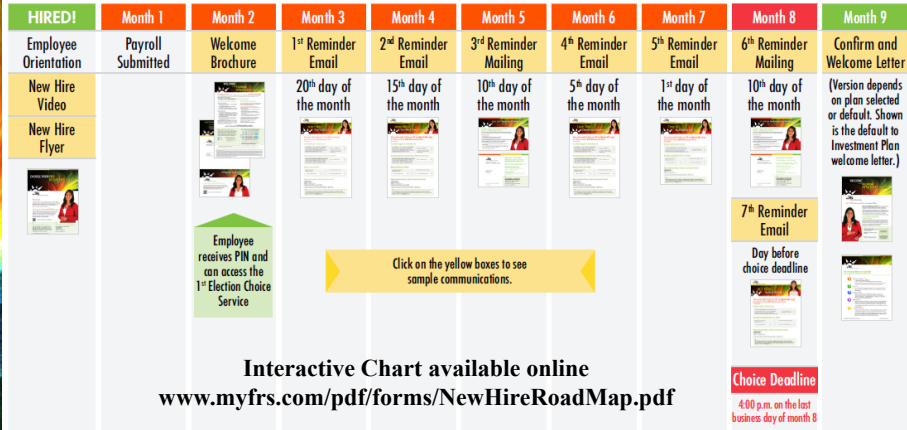 HIRED!
Employee
Orientation
New Hire
Video
New Hire
Flyer
Month 1
Payroll
Submitted
Month 2
Welcome
Brochure
Employee
receives PIN and
can access the
1st Election Choice
Service
Month 3
1st Reminder
Email
20th day of
the month
Month 4
2nd Reminder
Email
15th day of
the month
Month 5
3rd Reminder
Mailing
10th day of
the month
Month 6
4th Reminder
Email
5th day of
the month
Month 7
5th Reminder
Email
1st day of
the month
Month 8
6th Reminder
Mailing
10th day of
the month
7th Reminder
Email
Day before
choice deadline
Choice Deadline
4:00 p.m. on the last
business day of month 8
Month 9
Confirm and
Welcome Letter
(Version depends
on plan selected
or default. Shown
is the default to
Investment Plan
welcome letter.)
Click on the yellow boxes to see
sample communications.
Interactive Chart available online
www.myfrs.com/pdf/forms/NewHireRoadMap.pdf